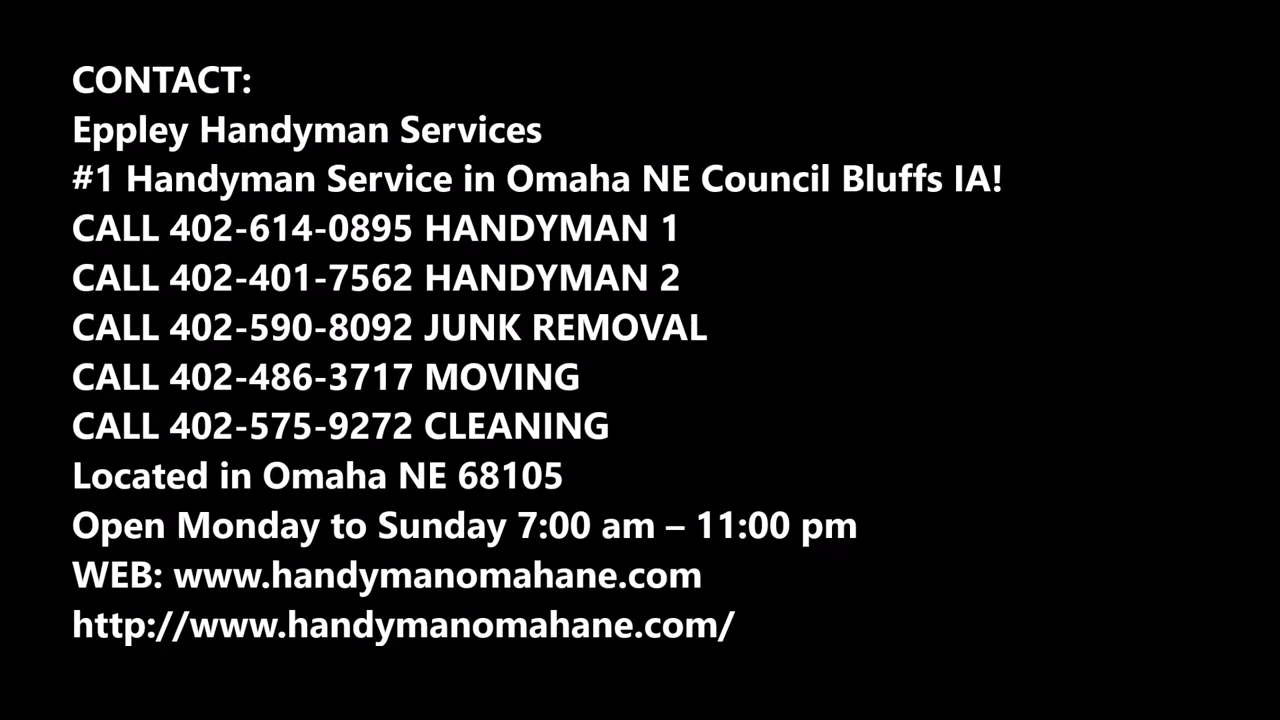 CONTACT:
Eppley Handyman Services
#1 Handyman Service in Omaha NE Council Bluffs IA!
CALL 402-614-0895 HANDYMAN 1
CALL 402-401-7562 HANDYMAN 2
CALL 402-590-8092 JUNK REMOVAL
CALL 402-486-3717 MOVING
CALL 402-575-9272 CLEANING
Located in Omaha NE 68105
Open Monday to Sunday 7:00 am – 11:00 pm
WEB: www.handymanomahane.com
http://www.handymanomahane.com/